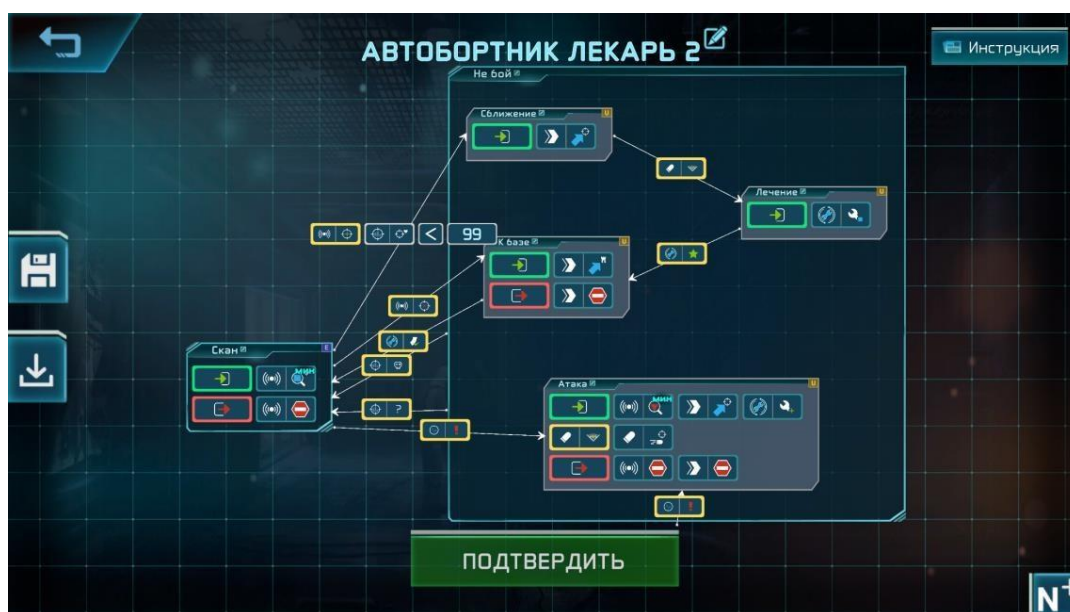 АВТОБОРТНИК ЛЕКАРЬ 2
Инструкция
Не бой
Сближение
Лечение
< 99
К базе
Скан
МИН
Атака
МИН
?
!
!
ПОДТВЕРДИТЬ
N+